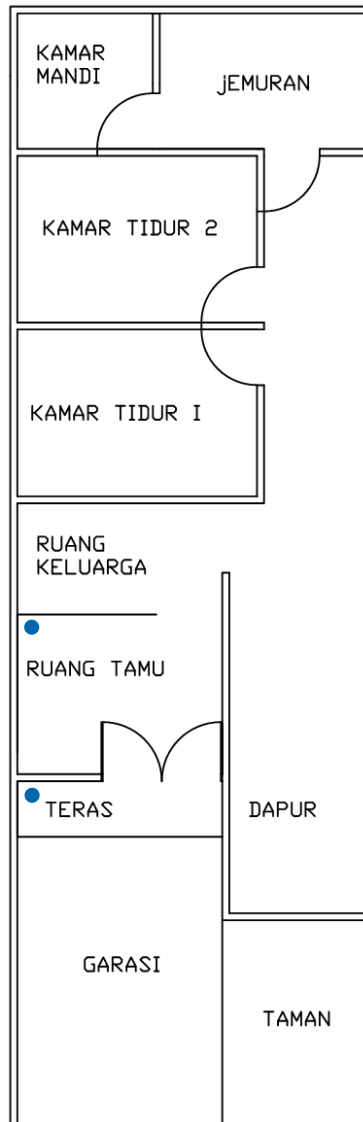 KAMAR
MANDI
jEMURAN
KAMAR TIDUR 2
KAMAR TIDUR I
RUANG
KELUARGA
RUANG TAMU
TERAS
DAPUR
GARASI
TAMAN